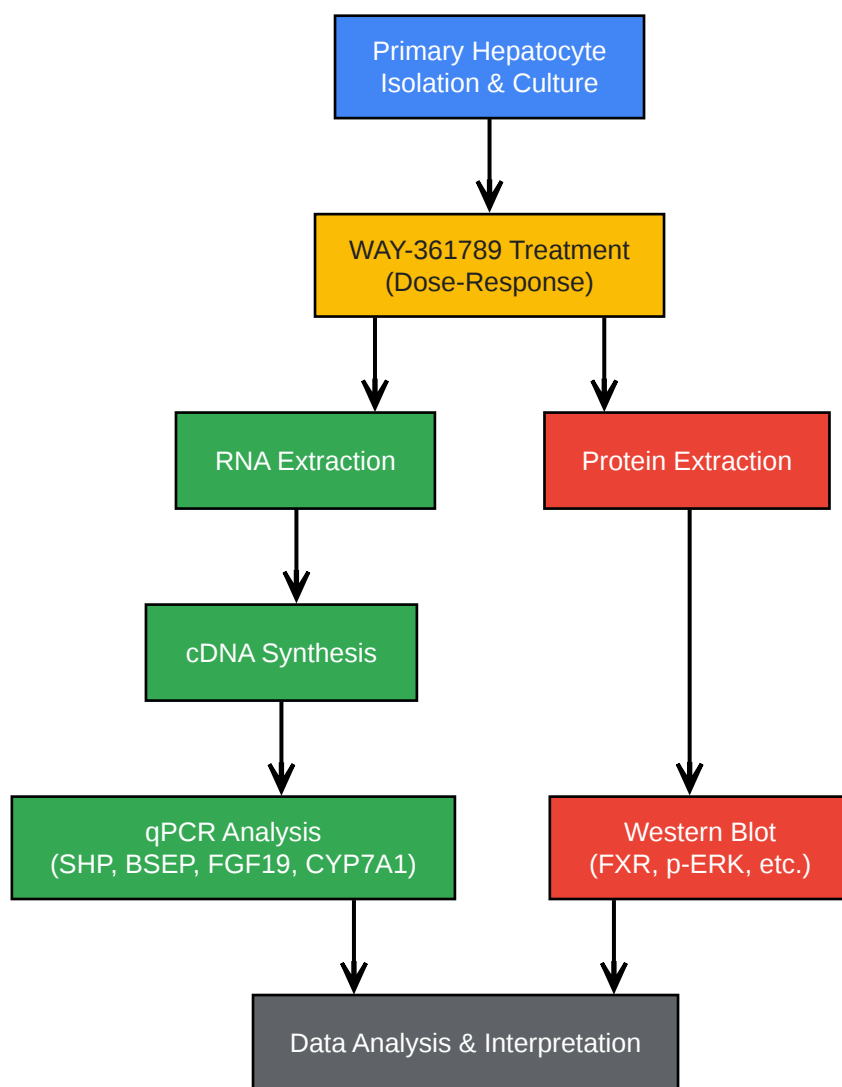 Primary Hepatocyte
Isolation & Culture
WAY-361789 Treatment
(Dose-Response)
RNA Extraction
Protein Extraction
cDNA Synthesis
qPCR Analysis
(SHP, BSEP, FGF19, CYP7A1)
Western Blot
(FXR, p-ERK, etc.)
Data Analysis & Interpretation